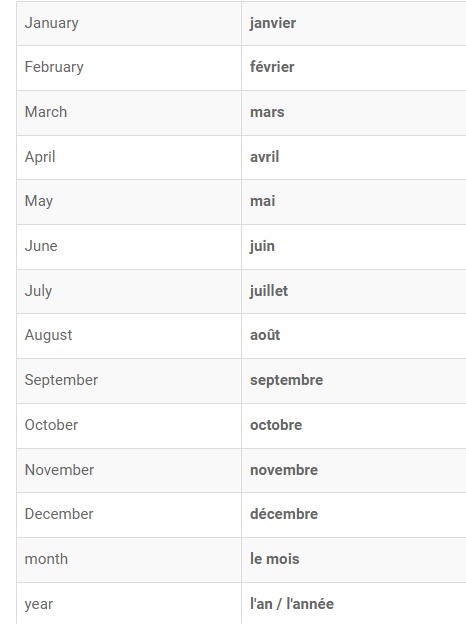 January janvier
February février
March mars
April avril
May mai
June juin
July juillet
August août
September septembre
October octobre
November novembre
December décembre
month le mois
year l'an / l'année